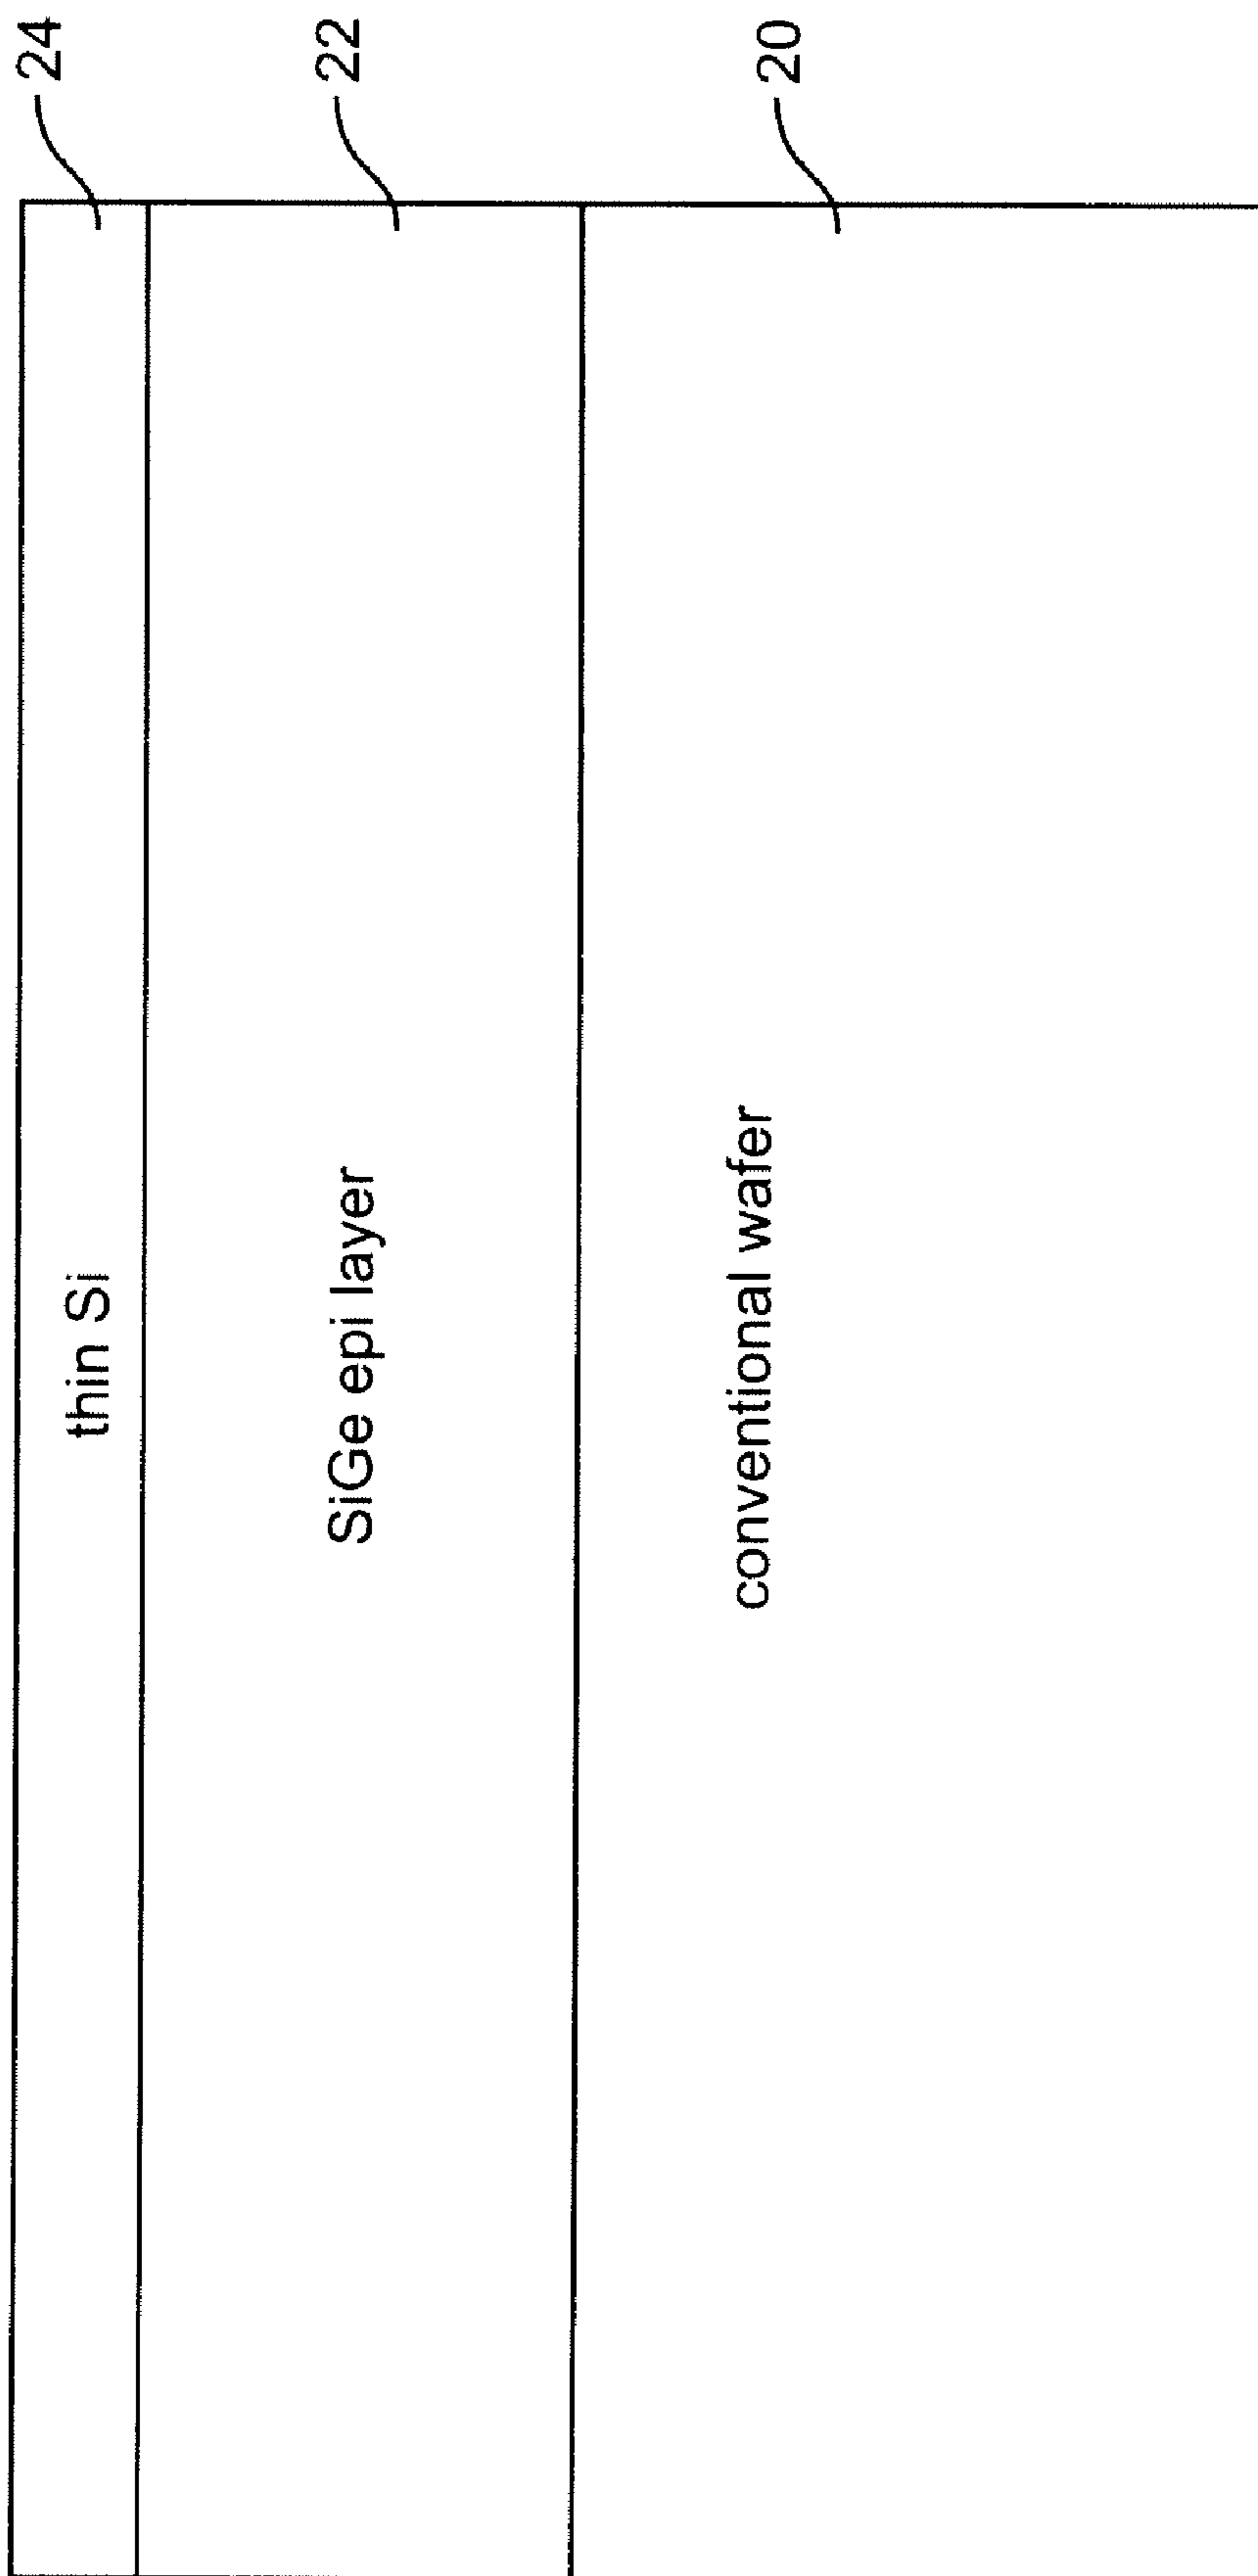 24
thin Si
22
SiGe epi layer
20
conventional wafer